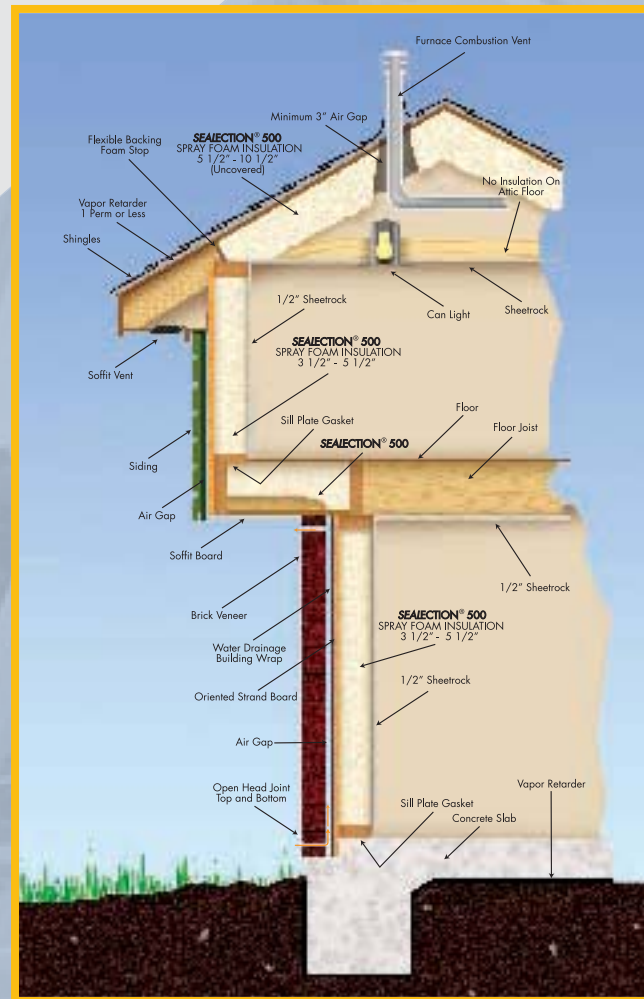 Furnace Combustion Vent
Minimum 3" Air Gap
Flexible Backing
Foam Stop
SEALECTION® 500
SPRAY FOAM INSULATION
5 1/2" - 10 1/2"
(Uncovered)
No Insulation On
Attic Floor
Vapor Retarder
1 Perm or Less
Shingles
1/2" Sheetrock
Can Light
Sheetrock
SEALECTION® 500
SPRAY FOAM INSULATION
3 1/2" - 5 1/2"
Soffit Vent
Sill Plate Gasket
Floor
SEALECTION® 500
Floor Joist
Siding
Air Gap
Soffit Board
1/2" Sheetrock
Brick Veneer
SEALECTION® 500
SPRAY FOAM INSULATION
3 1/2" - 5 1/2"
Water Drainage
Building Wrap
1/2" Sheetrock
Oriented Strand Board
Air Gap
Open Head Joint
Top and Bottom
Vapor Retarder
Sill Plate Gasket
Concrete Slab